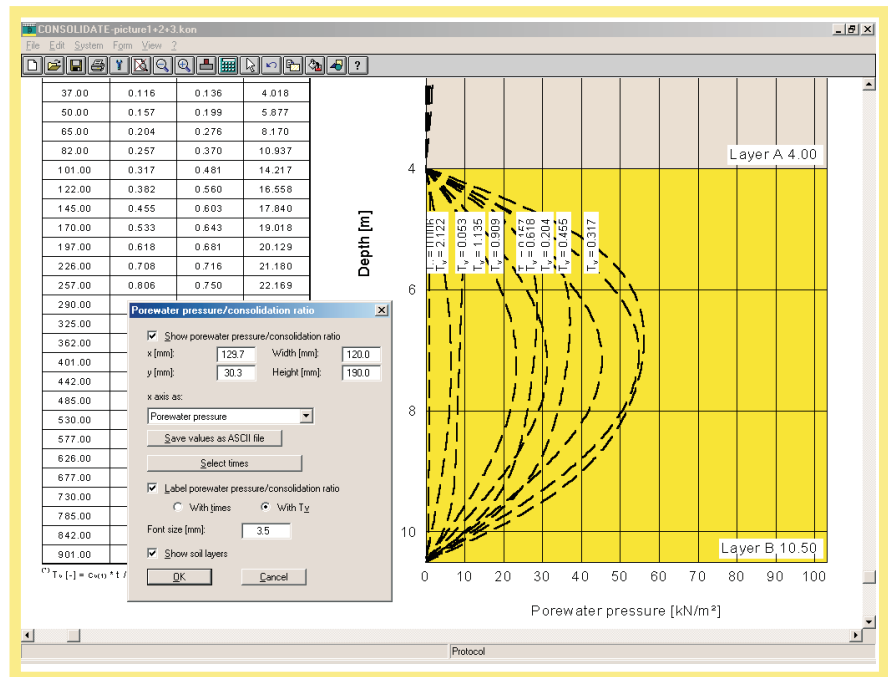 CONSOLIDATE-picture1+2+3.kon
File Edit System Form View ?
37.00 0.116 0.136 4.018
50.00 0.157 0.199 5.877
65.00 0.204 0.276 8.170
82.00 0.257 0.370 10.937
101.00 0.317 0.481 14.217
122.00 0.382 0.560 16.558
145.00 0.455 0.603 17.840
170.00 0.533 0.643 19.018
197.00 0.618 0.681 20.129
226.00 0.708 0.716 21.180
257.00 0.806 0.750 22.169
290.00
325.00
362.00
401.00
442.00
485.00
530.00
577.00
626.00
677.00
730.00
785.00
842.00
901.00
(*) Tv [-] = cv(1) * t /
Porewater pressure/consolidation ratio
Show porewater pressure/consolidation ratio
x [mm]: 129.7 Width [mm]: 120.0
y [mm]: 30.3 Height [mm]: 190.0
x axis as:
Porewater pressure
Save values as ASCII file
Select times
Label porewater pressure/consolidation ratio
With times With Tv
Font size [mm]: 3.5
Show soil layers
OK Cancel
Depth [m]
4
6
8
10
Layer A 4.00
Tv = 2.122
Tv = 0.053
Tv = 1.135
Tv = 0.909
Tv = 0.618
Tv = 0.204
Tv = 0.455
Tv = 0.317
Layer B 10.50
0 10 20 30 40 50 60 70 80 90 100
Porewater pressure [kN/m²]
Protocol